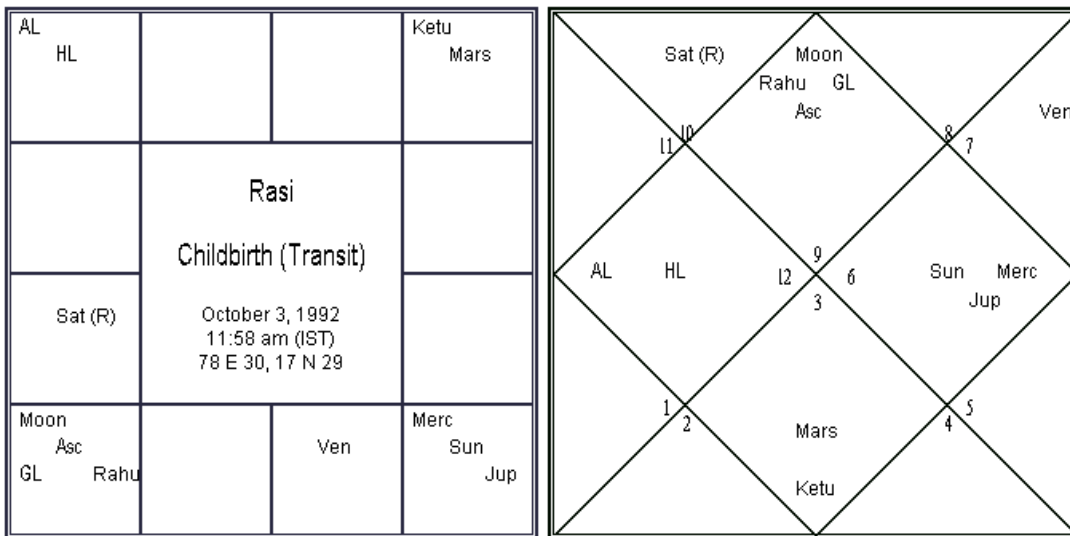 AL
HL
Ketu
Mars
Rasi
Childbirth (Transit)
October 3, 1992
11:58 am (IST)
78 E 30, 17 N 29
Sat (R)
Moon
Asc
GL Rahu
Ven
Merc
Sun
Jup
Sat (R)
Moon
Rahu GL
Asc
Ven
10
11
8
7
9
AL HL
12
6
Sun Merc
Jup
3
1
2
5
4
Mars
Ketu